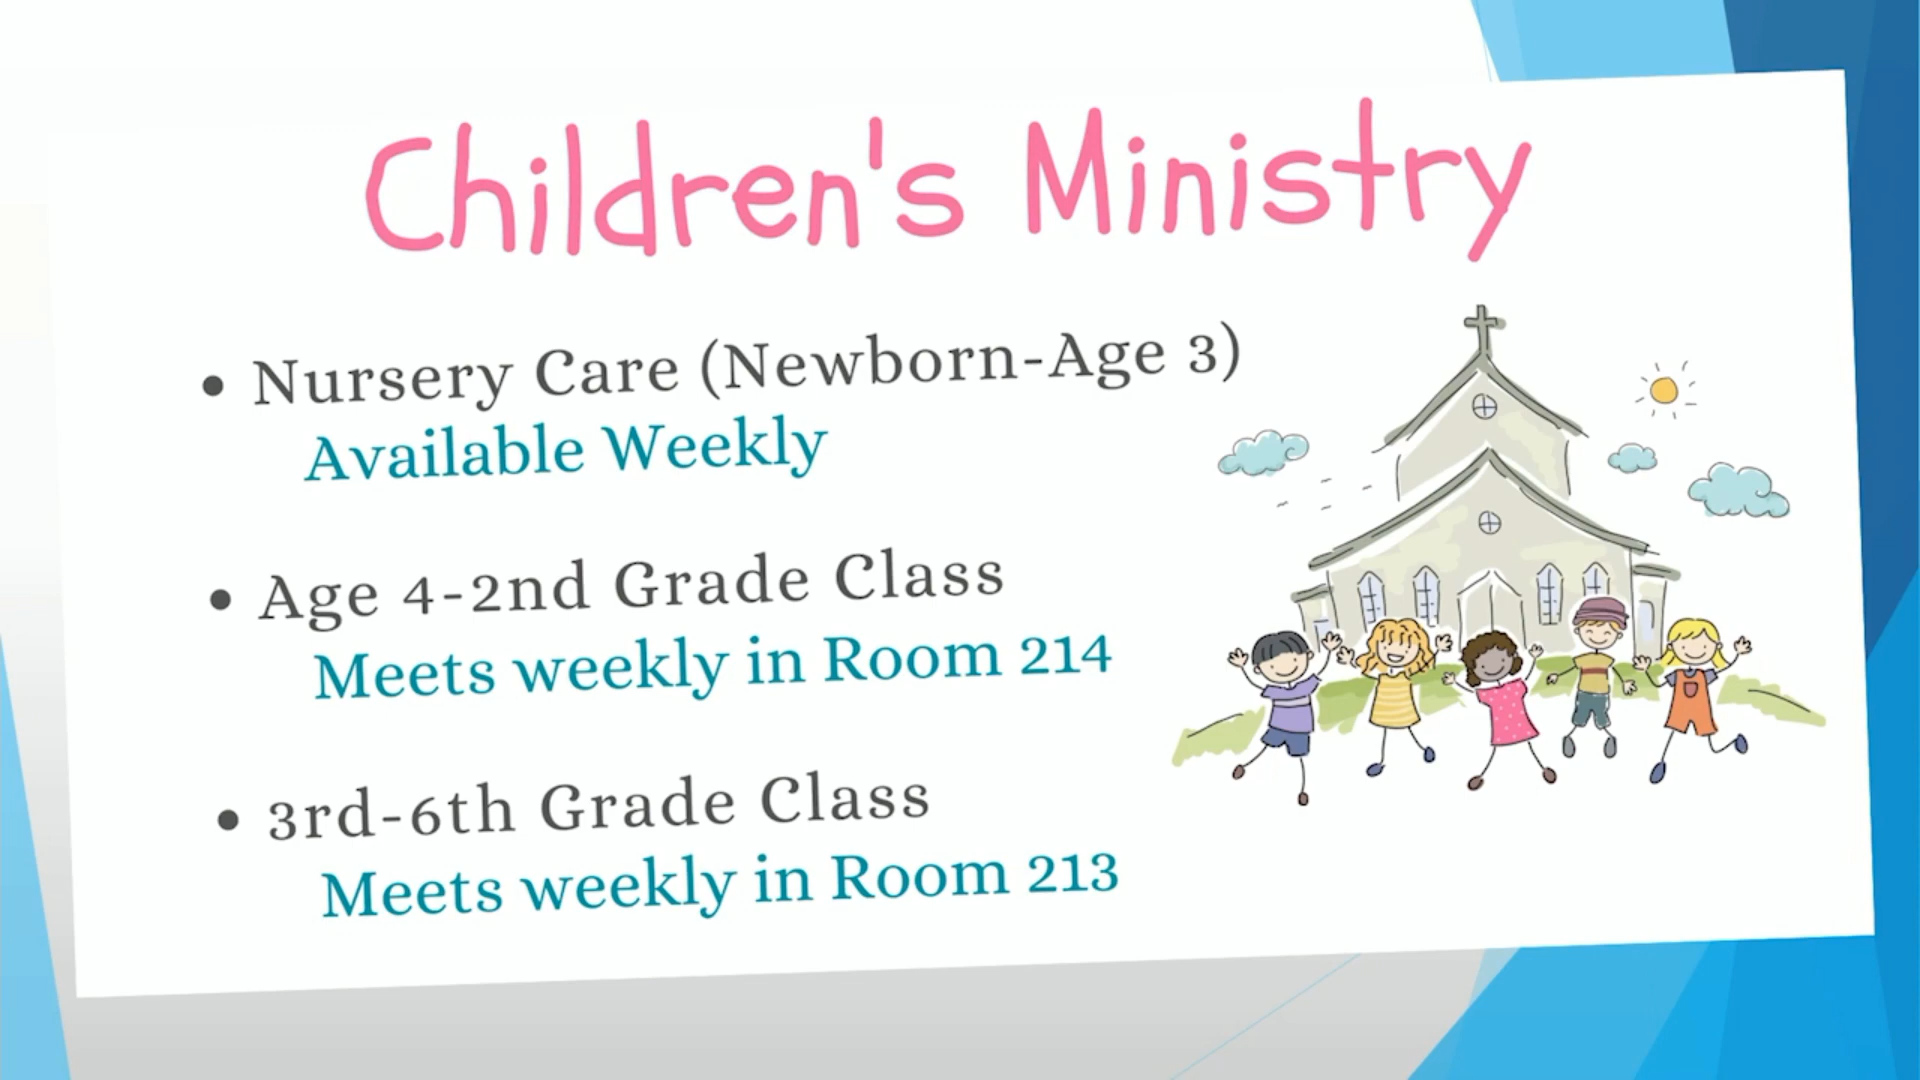 Children's Ministry
• Nursery Care (Newborn-Age 3)
Available Weekly
• Age 4-2nd Grade Class
Meets weekly in Room 214
• 3rd-6th Grade Class
Meets weekly in Room 213